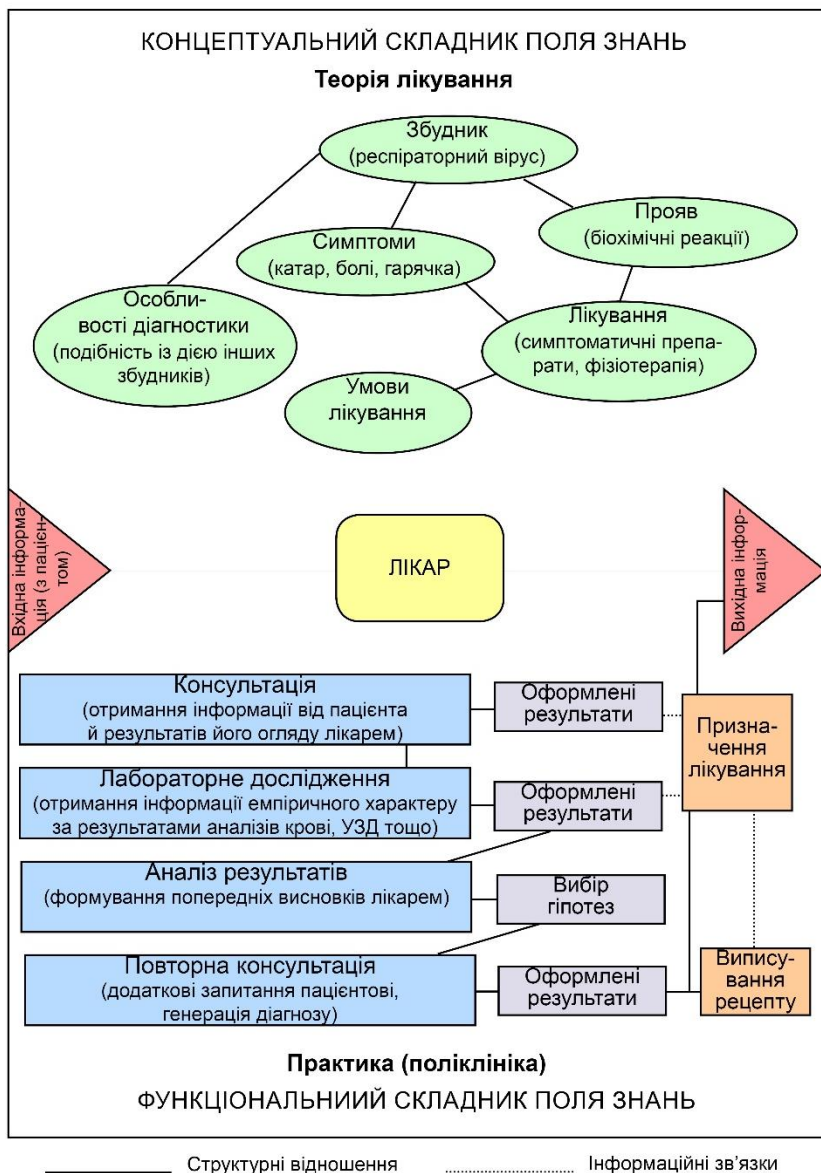 КОНЦЕПТУАЛЬНИЙ СКЛАДНИК ПОЛЯ ЗНАНЬ
Теорія лікування
Збудник
(респіраторний вірус)
Прояв
(біохімічні реакції)
Симптоми
(катар, болі, гарячка)
Особли-
вості діагностики
(подібність із дією інших
збудників)
Лікування
(симптоматичні препа-
рати, фізіотерапія)
Умови
лікування
Вхідна інформа-
ція (з пацієн-
том)
ЛІКАР
Вихідна інфор-
мація
Консультація
(отримання інформації від пацієнта
й результатів його огляду лікарем)
Оформлені
результати
Призна-
чення
лікування
Лабораторне дослідження
(отримання інформації емпіричного характеру
за результатами аналізів крові, УЗД тощо)
Оформлені
результати
Аналіз результатів
(формування попередніх висновків лікарем)
Вибір
гіпотез
Повторна консультація
(додаткові запитання пацієнтові,
генерація діагнозу)
Оформлені
результати
Випису-
вання
рецепту
Практика (поліклініка)
ФУНКЦІОНАЛЬНИИЙ СКЛАДНИК ПОЛЯ ЗНАНЬ
Структурні відношення
Інформаційні зв'язки